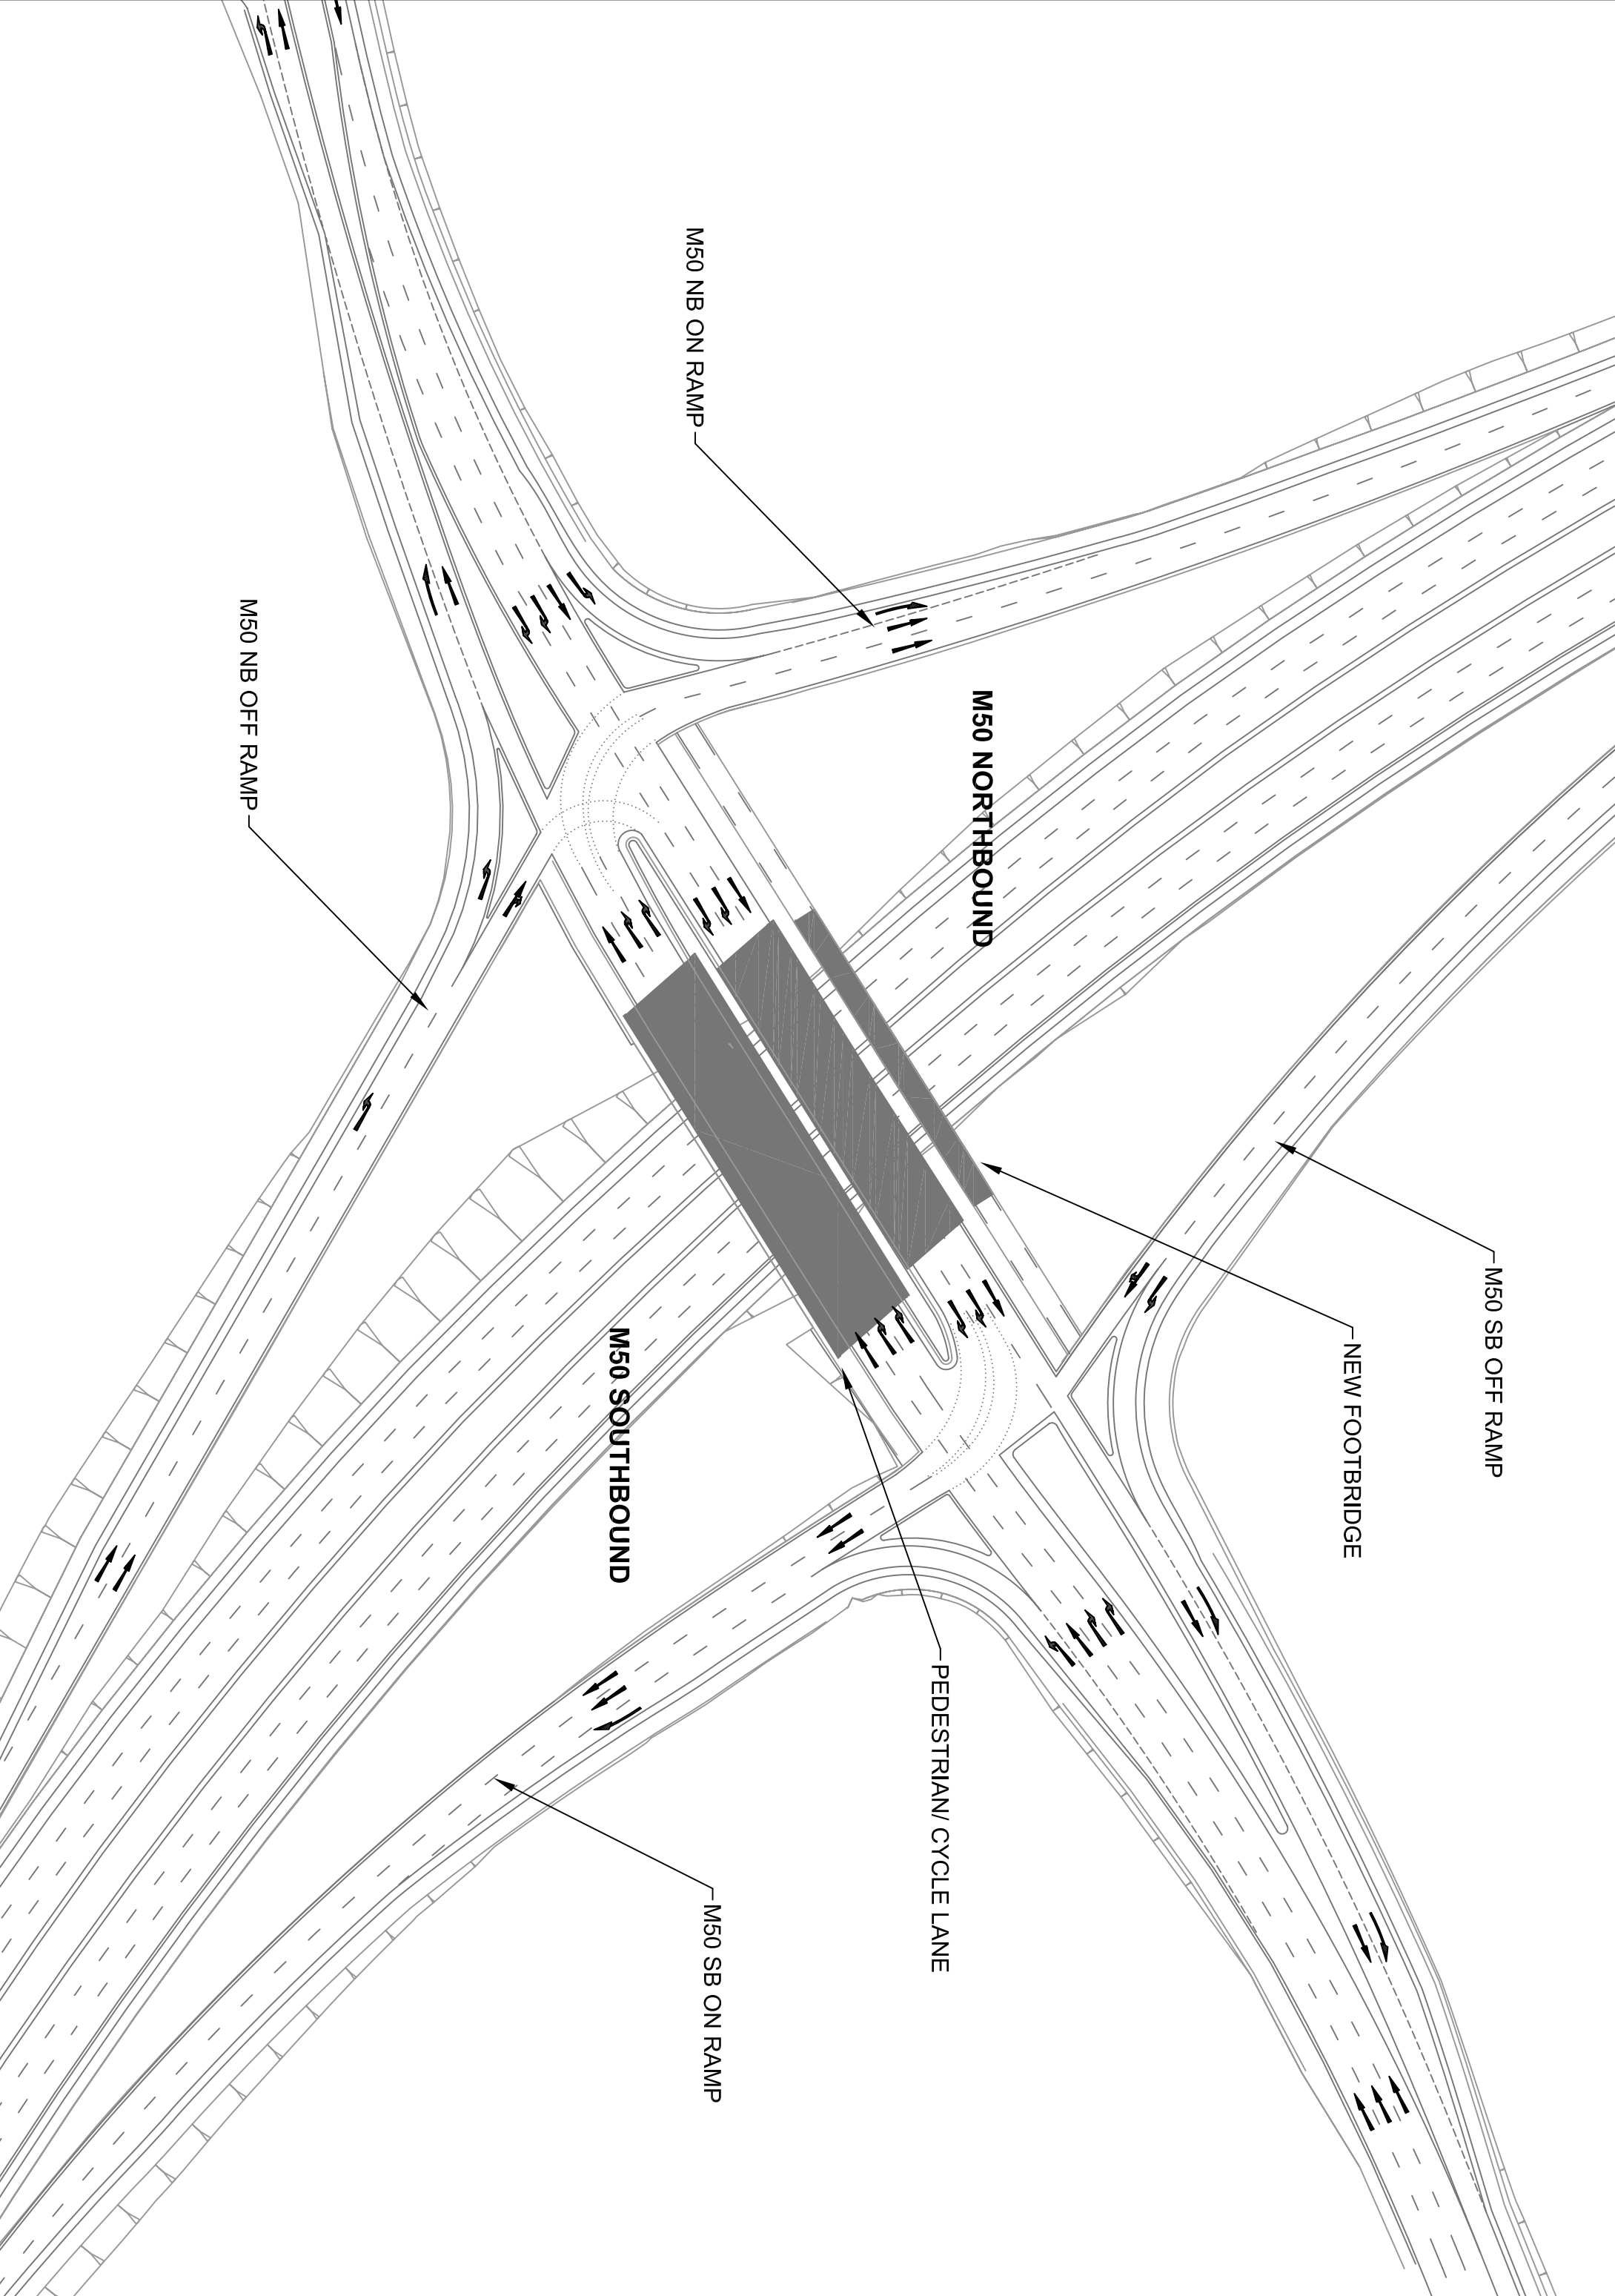 M50 SB OFF RAMP
NEW FOOTBRIDGE
M50 NORTHBOUND
PEDESTRIAN/ CYCLE LANE
M50 NB ON RAMP
M50 SB ON RAMP
M50 SOUTHBOUND
M50 NB OFF RAMP